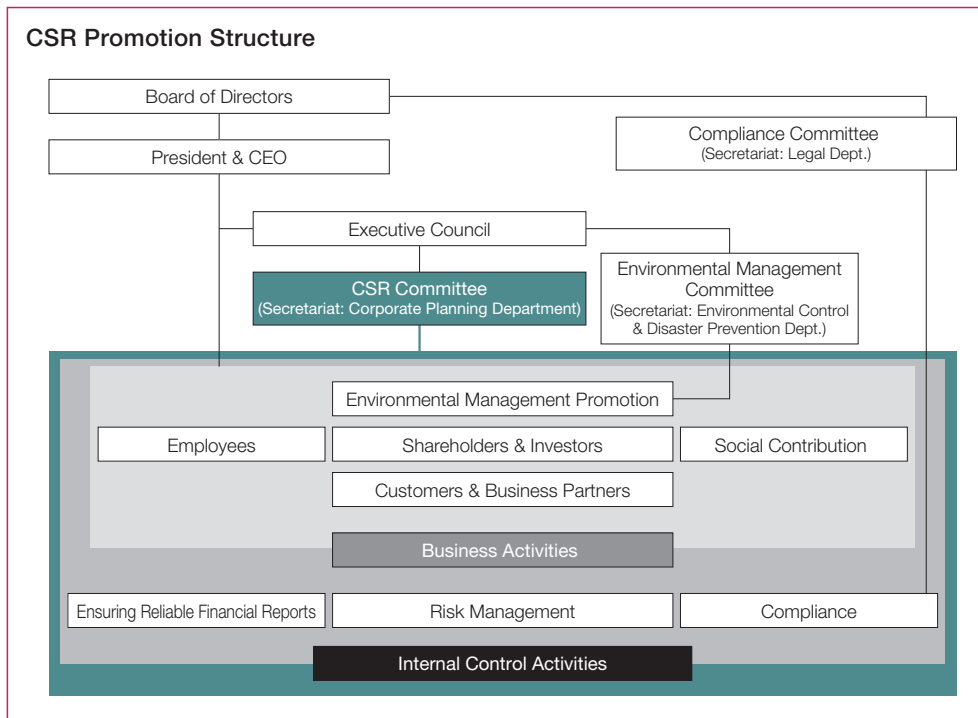 CSR Promotion Structure
Board of Directors
Compliance Committee
(Secretariat: Legal Dept.)
President & CEO
Executive Council
CSR Committee
(Secretariat: Corporate Planning Department)
Environmental Management
Committee
(Secretariat: Environmental Control
& Disaster Prevention Dept.)
Environmental Management Promotion
Employees
Shareholders & Investors
Social Contribution
Customers & Business Partners
Business Activities
Ensuring Reliable Financial Reports
Risk Management
Compliance
Internal Control Activities